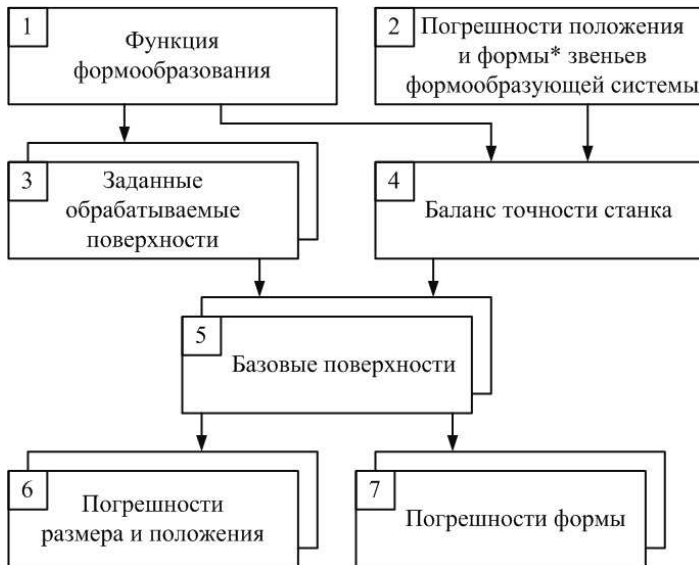 1
Функция
формообразования
2
Погрешности положения
и формы* звеньев
формообразующей системы
3
Заданные
обрабатываемые
поверхности
4
Баланс точности станка
5
Базовые поверхности
6
Погрешности
размера и положения
7
Погрешности формы